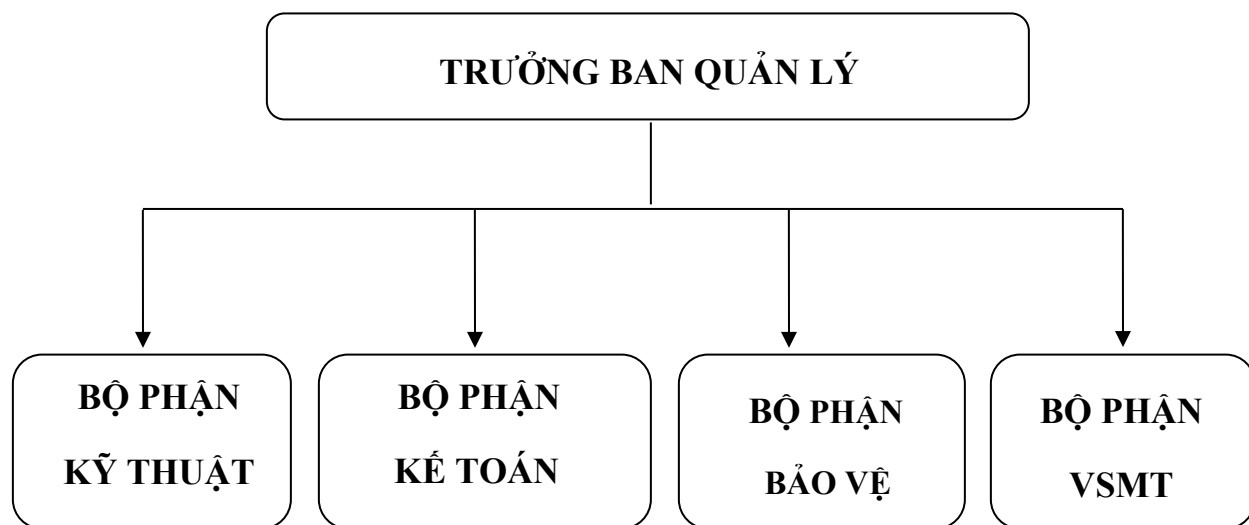 TRƯỞNG BAN QUẢN LÝ
BỘ PHẬN
KỸ THUẬT
BỘ PHẬN
KẾ TOÁN
BỘ PHẬN
BẢO VỆ
BỘ PHẬN
VSMT